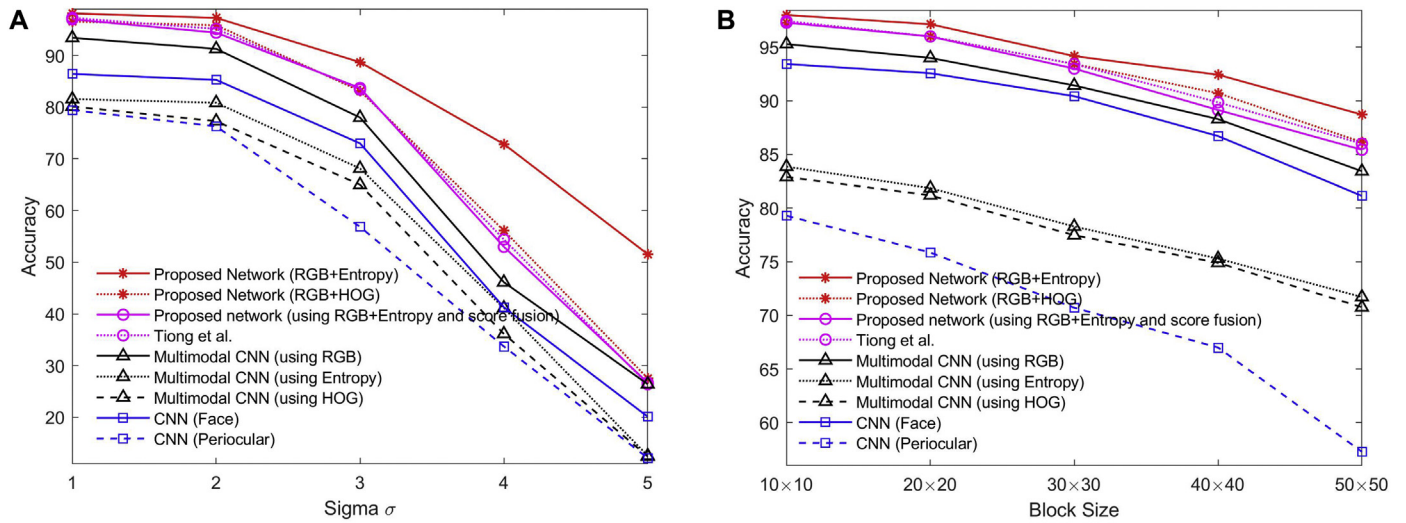 A
90
80
70
60
50
40
30
20
Accuracy
Proposed Network (RGB+Entropy)
Proposed Network (RGB+HOG)
Proposed network (using RGB+Entropy and score fusion)
Tiong et al.
Multimodal CNN (using RGB)
Multimodal CNN (using Entropy)
Multimodal CNN (using HOG)
CNN (Face)
CNN (Periocular)
1 2 3 4 5
Sigma σ
B
95
90
85
80
75
70
65
60
Accuracy
Proposed Network (RGB+Entropy)
Proposed Network (RGB+HOG)
Proposed network (using RGB+Entropy and score fusion)
Tiong et al.
Multimodal CNN (using RGB)
Multimodal CNN (using Entropy)
Multimodal CNN (using HOG)
CNN (Face)
CNN (Periocular)
10×10 20×20 30×30 40×40 50×50
Block Size